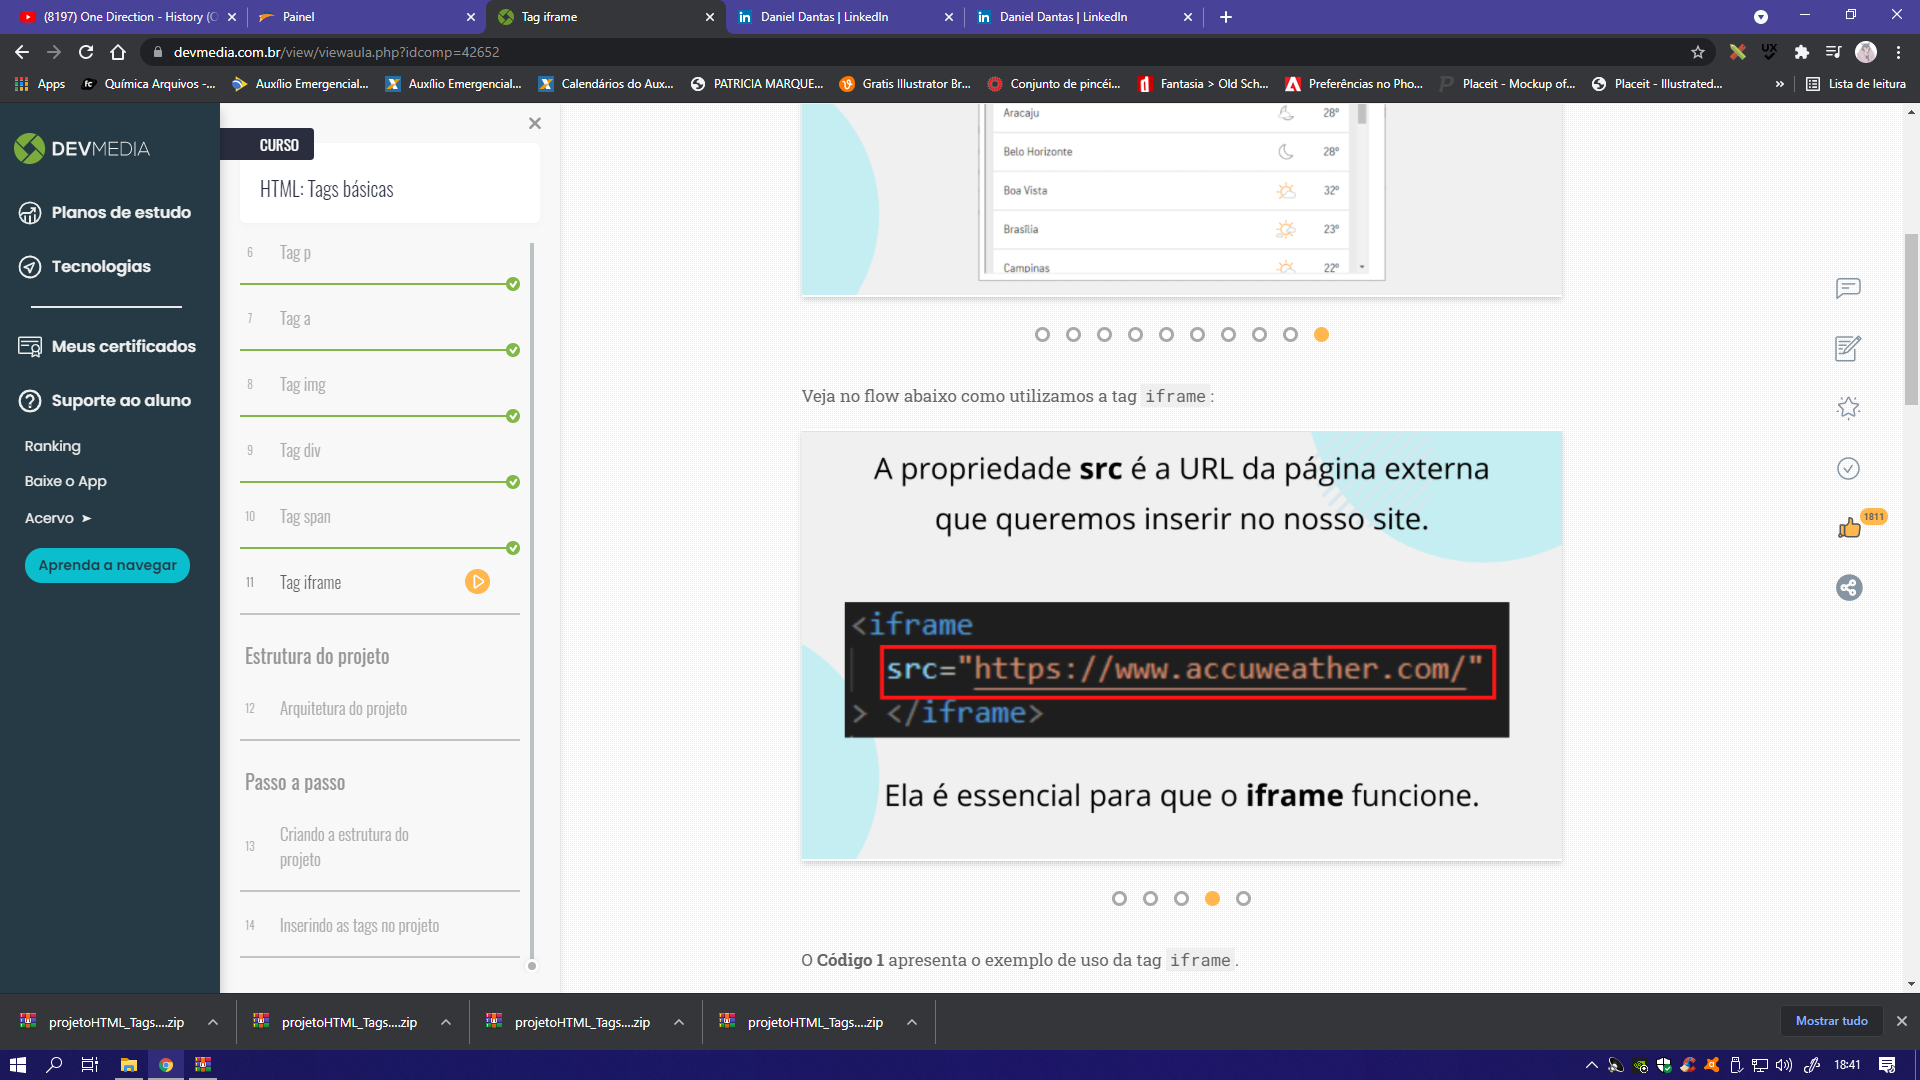 (8197) One Direction - History (O
Painel
Tag iframe
Daniel Dantas | LinkedIn
Daniel Dantas | LinkedIn
devmedia.com.br/view/viewaula.php?idcomp=42652
Apps
Química Arquivos -...
Auxílio Emergencial...
Auxílio Emergencial...
Calendários do Aux...
PATRICIA MARQUE...
Gratis Illustrator Br...
Conjunto de pincéi...
Fantasia > Old Sch...
Preferências no Pho...
Placeit - Mockup of...
Placeit - Illustrated...
»
Lista de leitura
DEVMEDIA
Planos de estudo
Tecnologias
Meus certificados
Suporte ao aluno
Ranking
Baixe o App
Acervo ➤
Aprenda a navegar
CURSO
HTML: Tags básicas
6 Tag p
7 Tag a
8 Tag img
9 Tag div
10 Tag span
11 Tag iframe
Estrutura do projeto
12 Arquitetura do projeto
Passo a passo
13 Criando a estrutura do
projeto
14 Inserindo as tags no projeto
Aracaju 28º
Belo Horizonte 28º
Boa Vista 32º
Brasília 23º
Campinas 22º
Veja no flow abaixo como utilizamos a tag iframe:
A propriedade src é a URL da página externa
que queremos inserir no nosso site.
<iframe
src="https://www.accuweather.com/"
> </iframe>
Ela é essencial para que o iframe funcione.
O Código 1 apresenta o exemplo de uso da tag iframe.
1811
projetoHTML_Tags....zip
projetoHTML_Tags....zip
projetoHTML_Tags....zip
projetoHTML_Tags....zip
Mostrar tudo
18:41